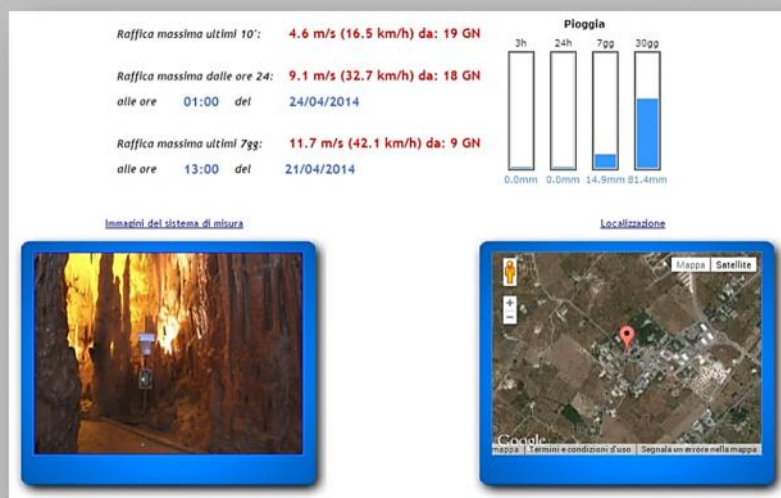 Raffica massima ultimi 10': 4.6 m/s (16.5 km/h) da: 19 GN
Raffica massima dalle ore 24: 9.1 m/s (32.7 km/h) da: 18 GN
alle ore 01:00 del 24/04/2014
Raffica massima ultimi 7gg: 11.7 m/s (42.1 km/h) da: 9 GN
alle ore 13:00 del 21/04/2014
Pioggia
3h 24h 7gg 30gg
0.0mm 0.0mm 14.9mm 81.4mm
Immagini del sistema di misura
Localizzazione
Mappa Satellite
+
−
Google
mappa Termini e condizioni d'uso Segnala un errore nella mappa